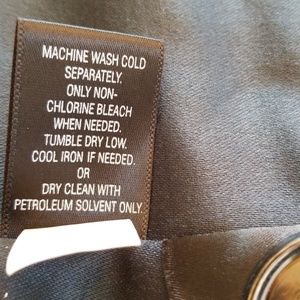 MACHINE WASH COLD
SEPARATELY.
ONLY NON-
CHLORINE BLEACH
WHEN NEEDED.
TUMBLE DRY LOW.
COOL IRON IF NEEDED.
OR
DRY CLEAN WITH
PETROLEUM SOLVENT ONLY.